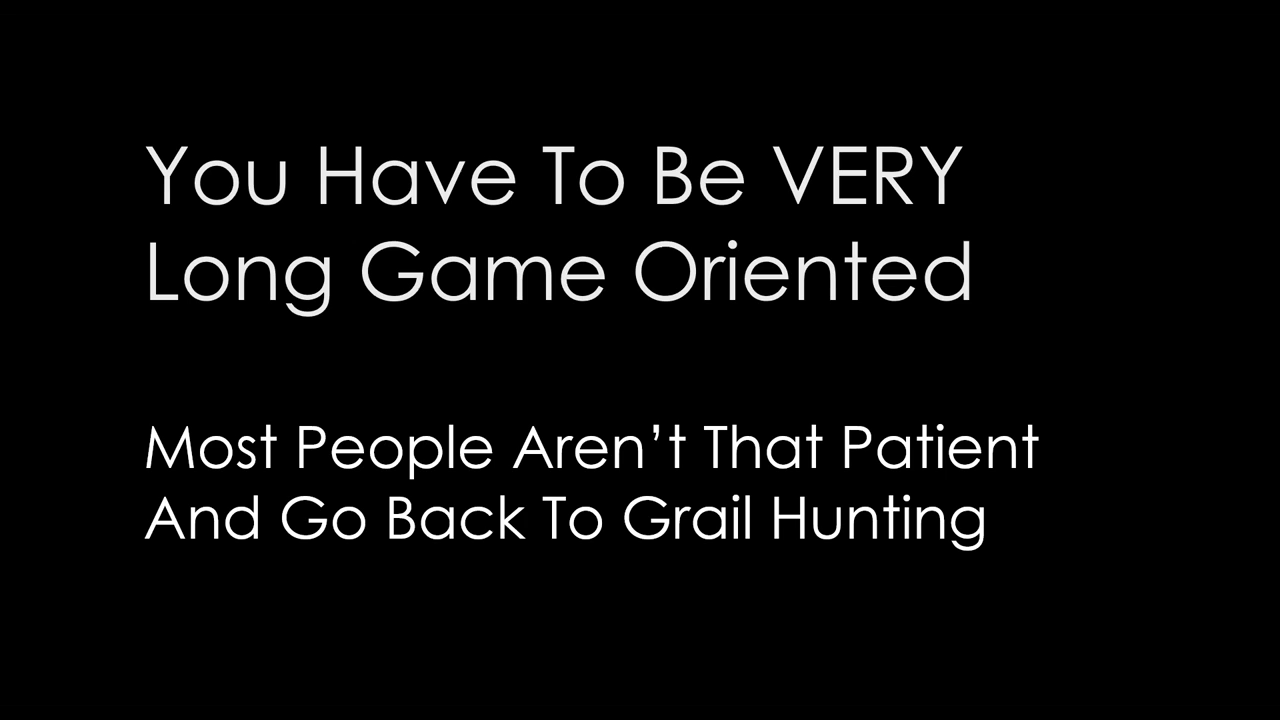 You Have To Be VERY
Long Game Oriented
Most People Aren’t That Patient
And Go Back To Grail Hunting